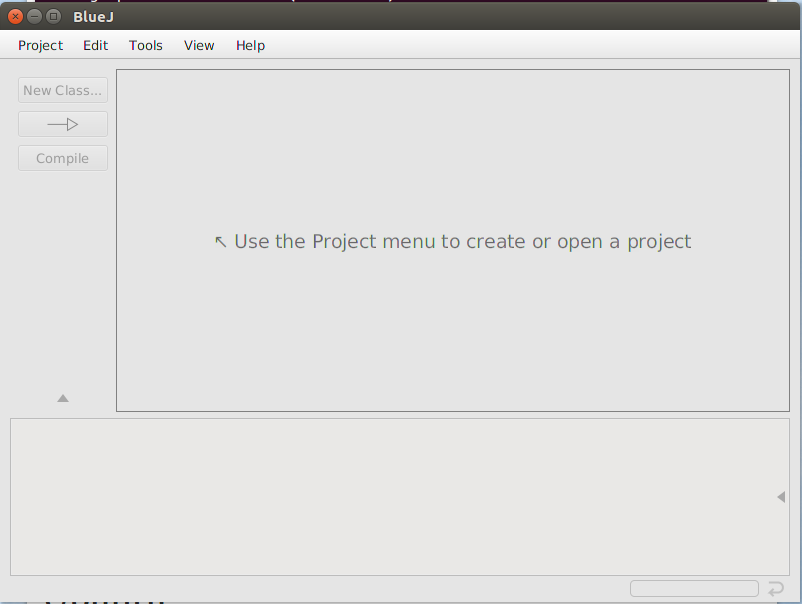 BlueJ
Project Edit Tools View Help
New Class...
Compile
↖ Use the Project menu to create or open a project